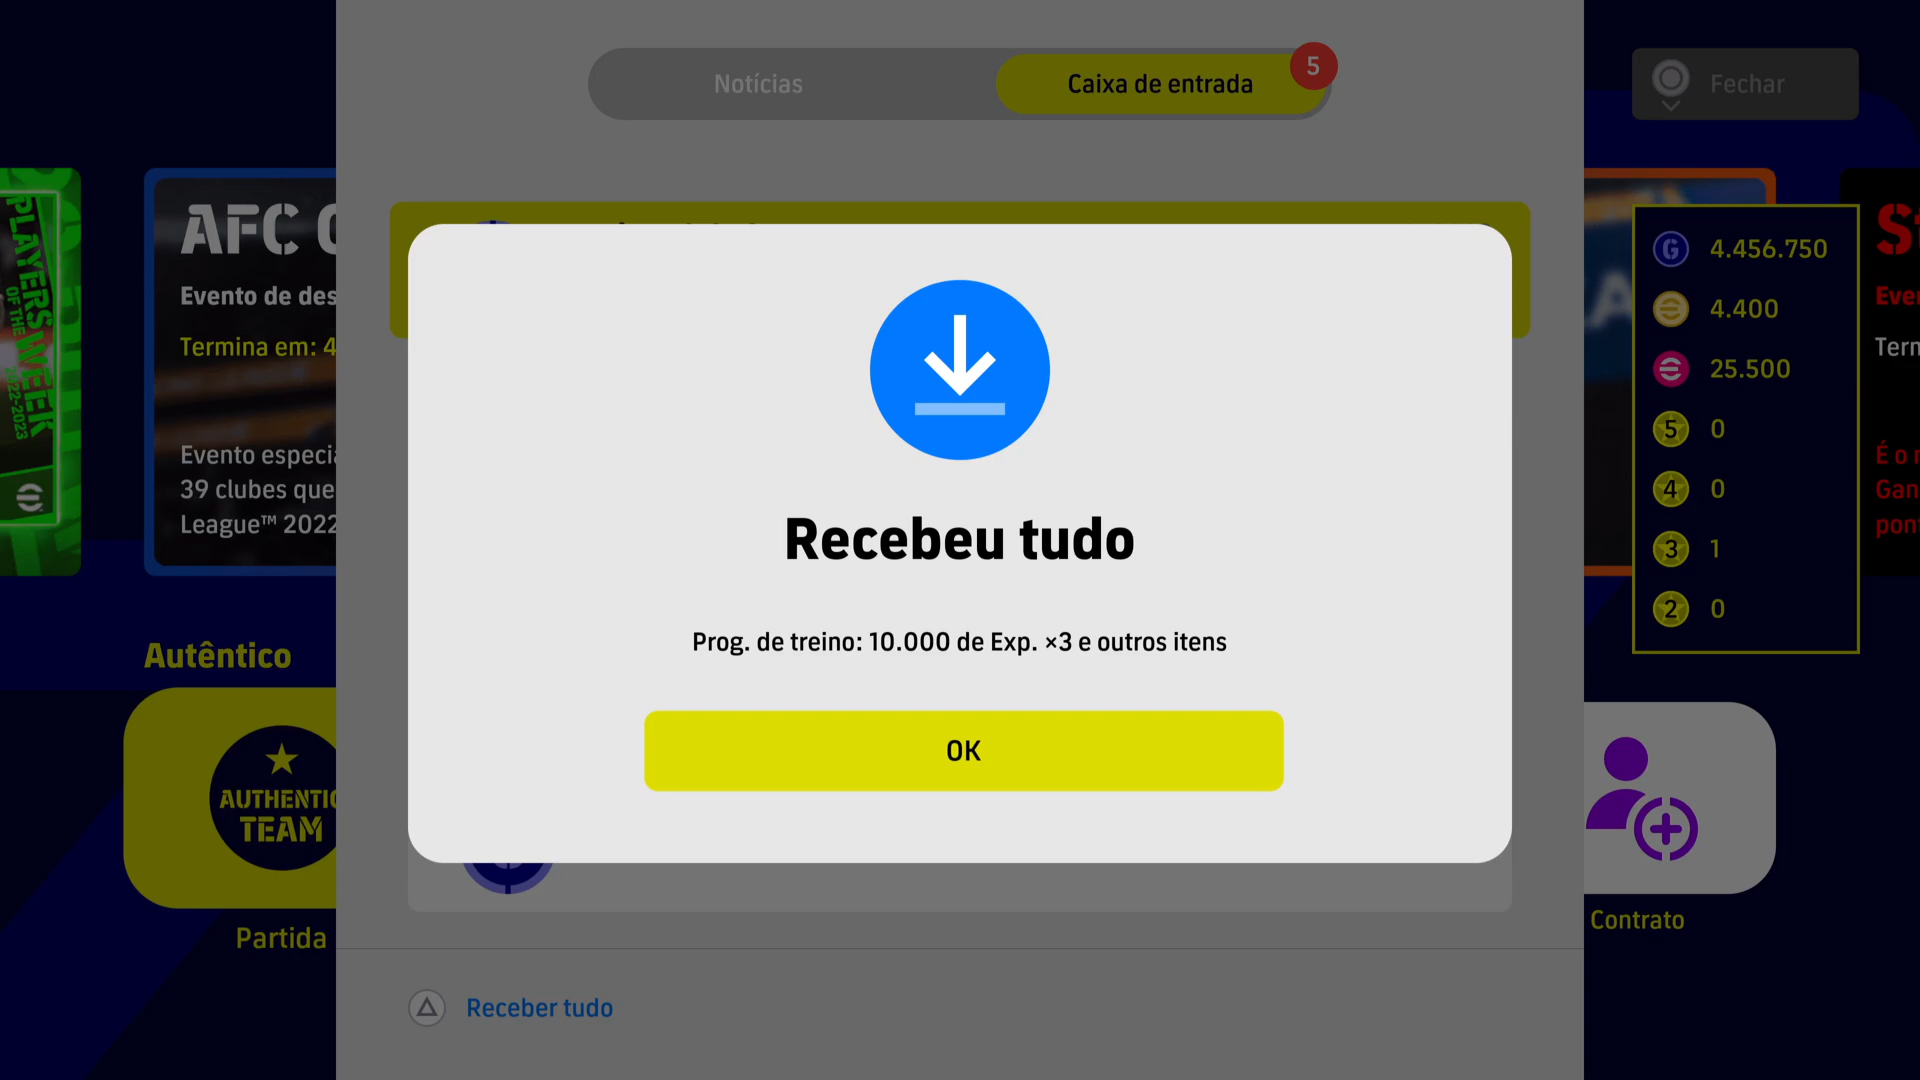 Notícias
Caixa de entrada
5
Fechar
PLAYERS
OF THE WEEK
2022-2023
AFC
Evento de des
Termina em: 4
Evento especi
39 clubes que
League™ 2022
G 4.456.750
4.400
25.500
5 0
4 0
3 1
2 0
St
Eve
Term
É o
Gan
pon
Recebeu tudo
Prog. de treino: 10.000 de Exp. ×3 e outros itens
OK
Autêntico
AUTHENTIC
TEAM
Partida
Contrato
Receber tudo